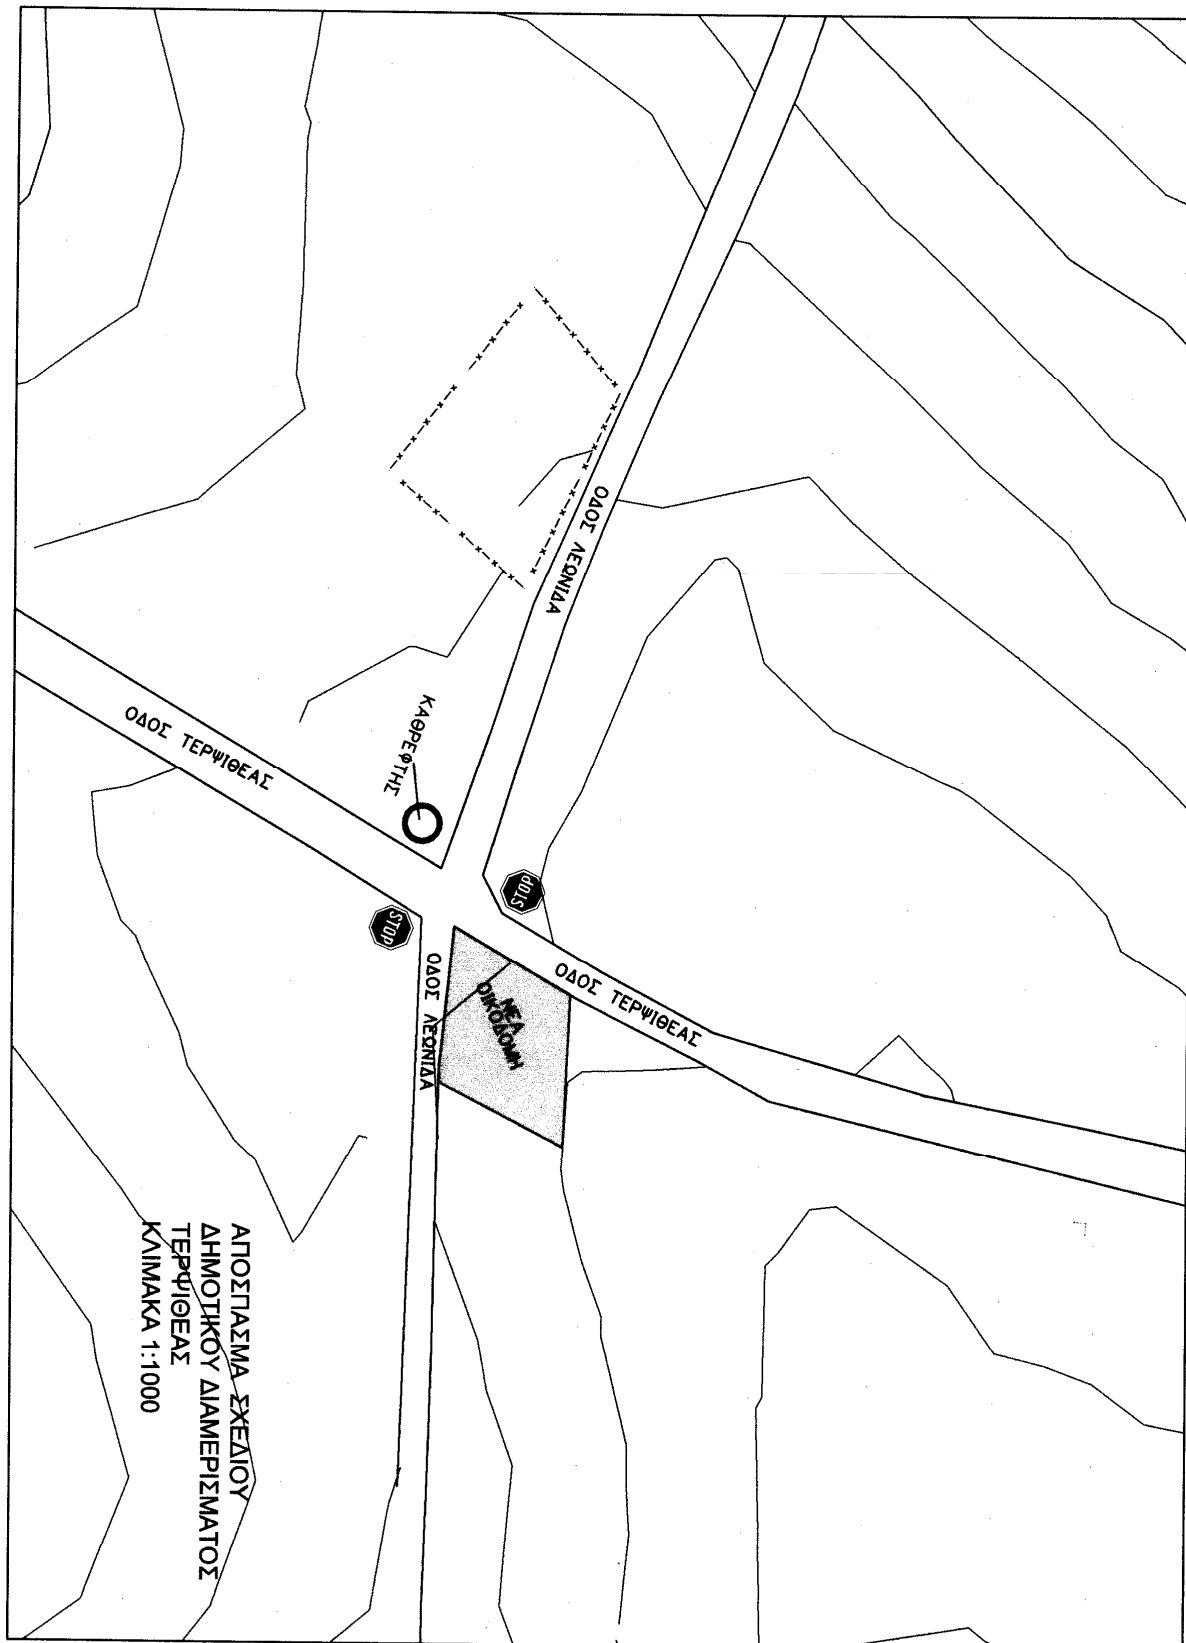 ΟΔΟΣ ΛΕΩΝΙΔΑ
ΟΔΟΣ ΤΕΡΨΙΘΕΑΣ
ΚΑΘΡΕΦΤΗΣ
STOP
STOP
ΟΔΟΣ ΤΕΡΨΙΘΕΑΣ
ΝΕΑ
ΟΙΚΟΔΟΜΗ
ΟΔΟΣ ΛΕΩΝΙΔΑ
ΑΠΟΣΠΑΣΜΑ ΣΧΕΔΙΟΥ
ΔΗΜΟΤΙΚΟΥ ΔΙΑΜΕΡΙΣΜΑΤΟΣ
ΤΕΡΨΙΘΕΑΣ
ΚΛΙΜΑΚΑ 1:1000